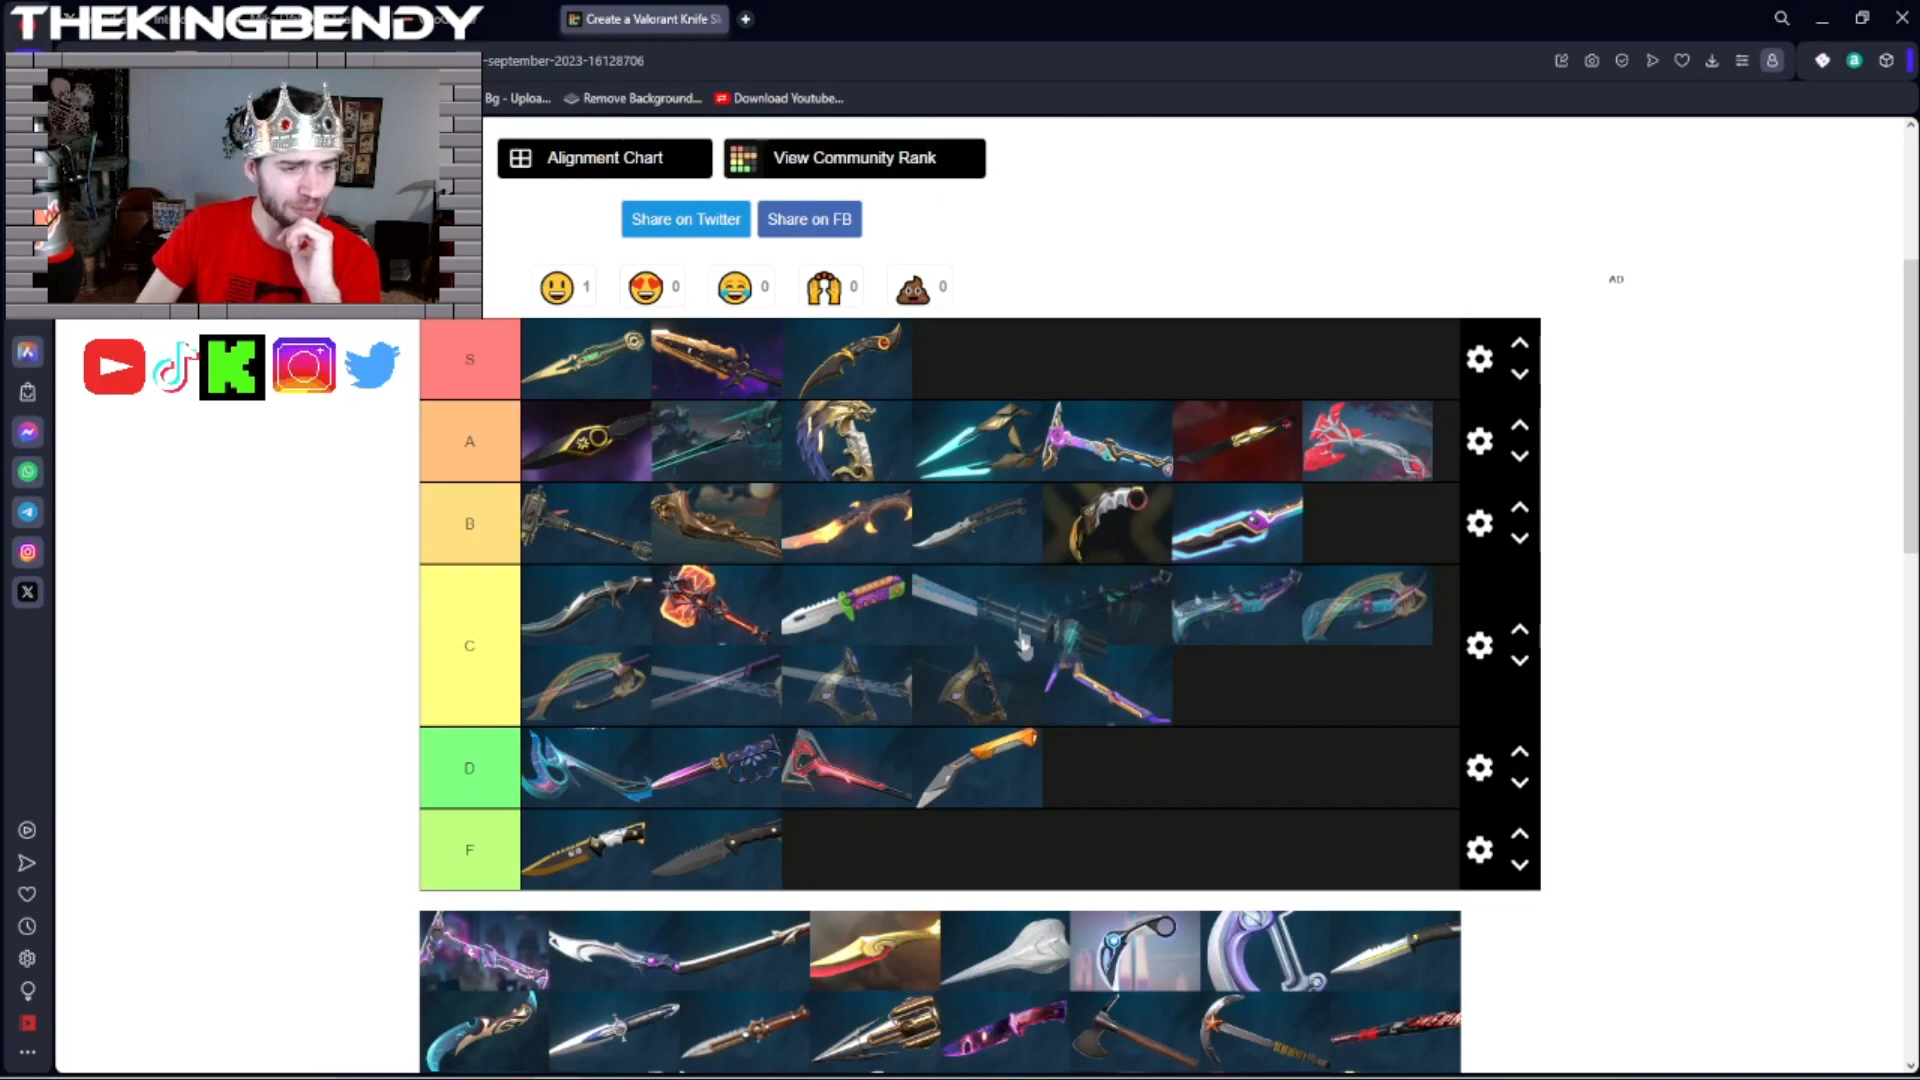 THEKINGBENDY
Create a Valorant Knife Sk
-september-2023-16128706
Bg - Uploa... Remove Background... Download Youtube...
Alignment Chart View Community Rank
Share on Twitter Share on FB
1 0 0 0 0
AD
S
A
B
C
D
F